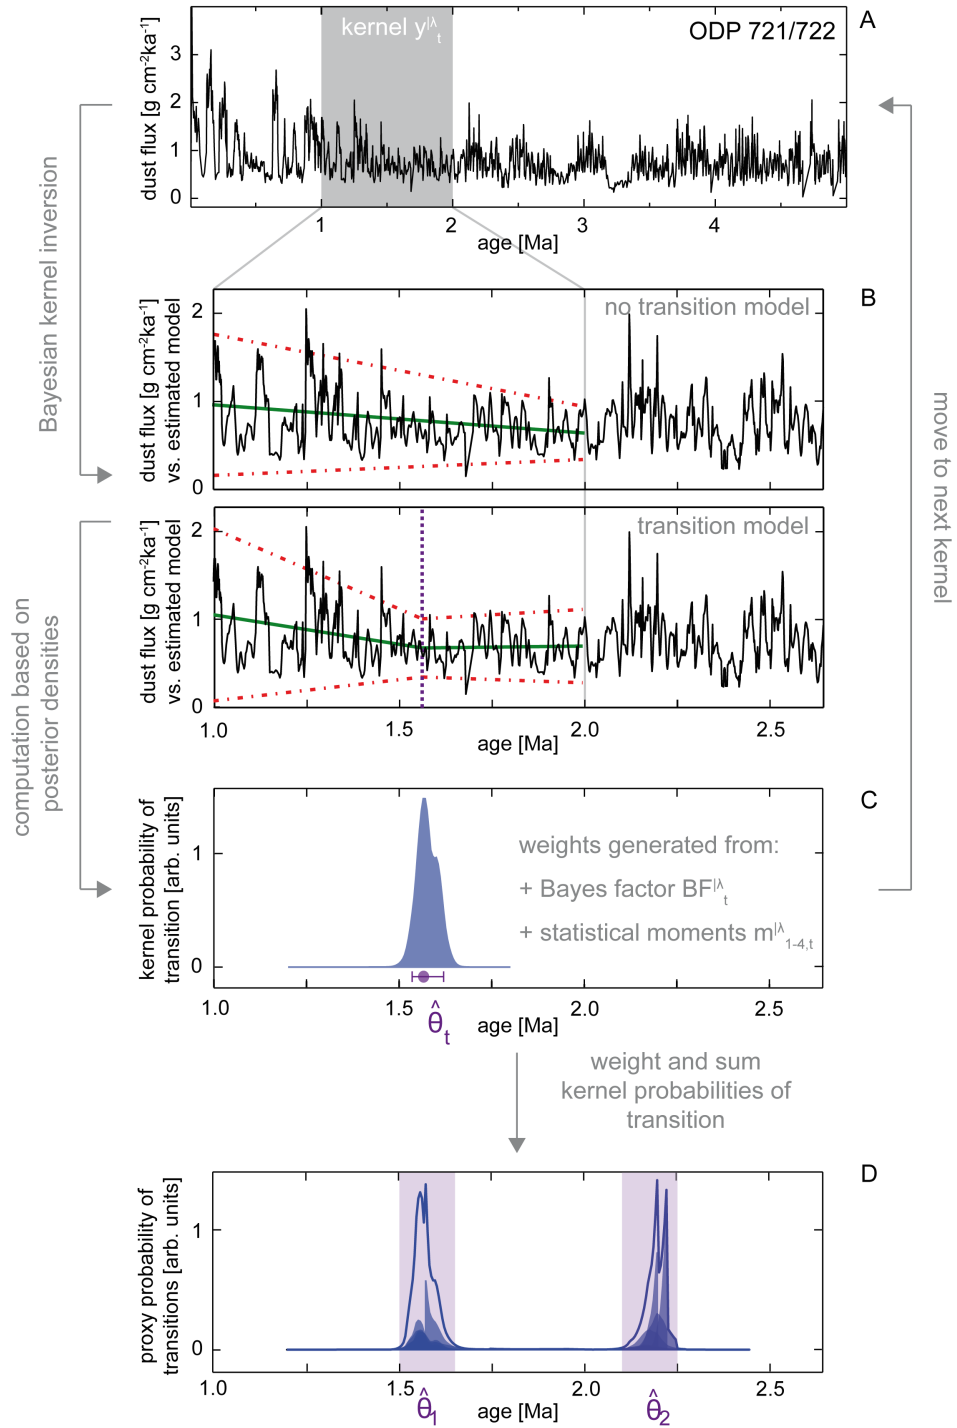 A
kernel y|λ t
ODP 721/722
dust flux [g cm-2ka-1]
3
2
1
0
1
2
3
4
age [Ma]
Bayesian kernel inversion
move to next kernel
B
no transition model
dust flux [g cm-2ka-1]
vs. estimated model
2
1
0
transition model
dust flux [g cm-2ka-1]
vs. estimated model
2
1
0
1.0
1.5
2.0
2.5
age [Ma]
computation based on
posterior densities
C
kernel probability of
transition [arb. units]
1
0
weights generated from:
+ Bayes factor BF|λ t
+ statistical moments m|λ 1-4,t
1.0
1.5
2.0
2.5
θ̂t
age [Ma]
weight and sum
kernel probabilities of
transition
D
proxy probability of
transitions [arb. units]
1
0
1.0
1.5
2.0
2.5
θ̂1
age [Ma]
θ̂2